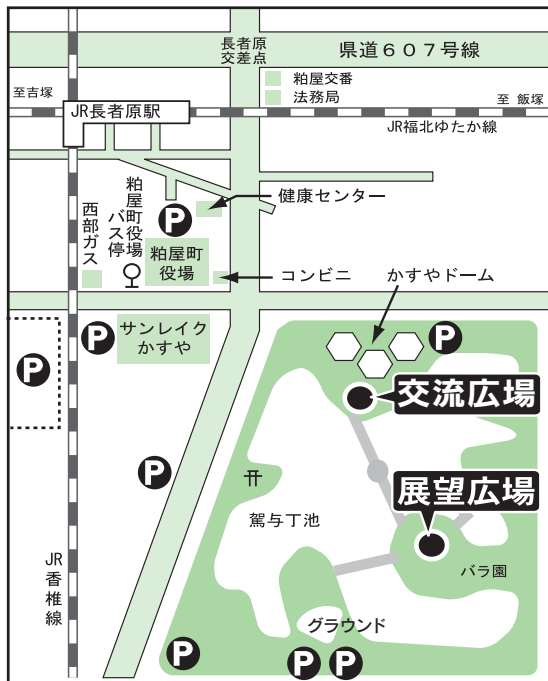 長者原
交差点
県道607号線
粕屋交番
法務局
至吉塚
至 飯塚
JR長者原駅
JR福北ゆたか線
健康センター
粕屋町役場
バス停
西部ガス
P
粕屋町
役場
コンビニ
かすやドーム
サンレイク
かすや
P
P
P
交流広場
P
展望広場
駕与丁池
バラ園
JR香椎線
グラウンド
P
P
P